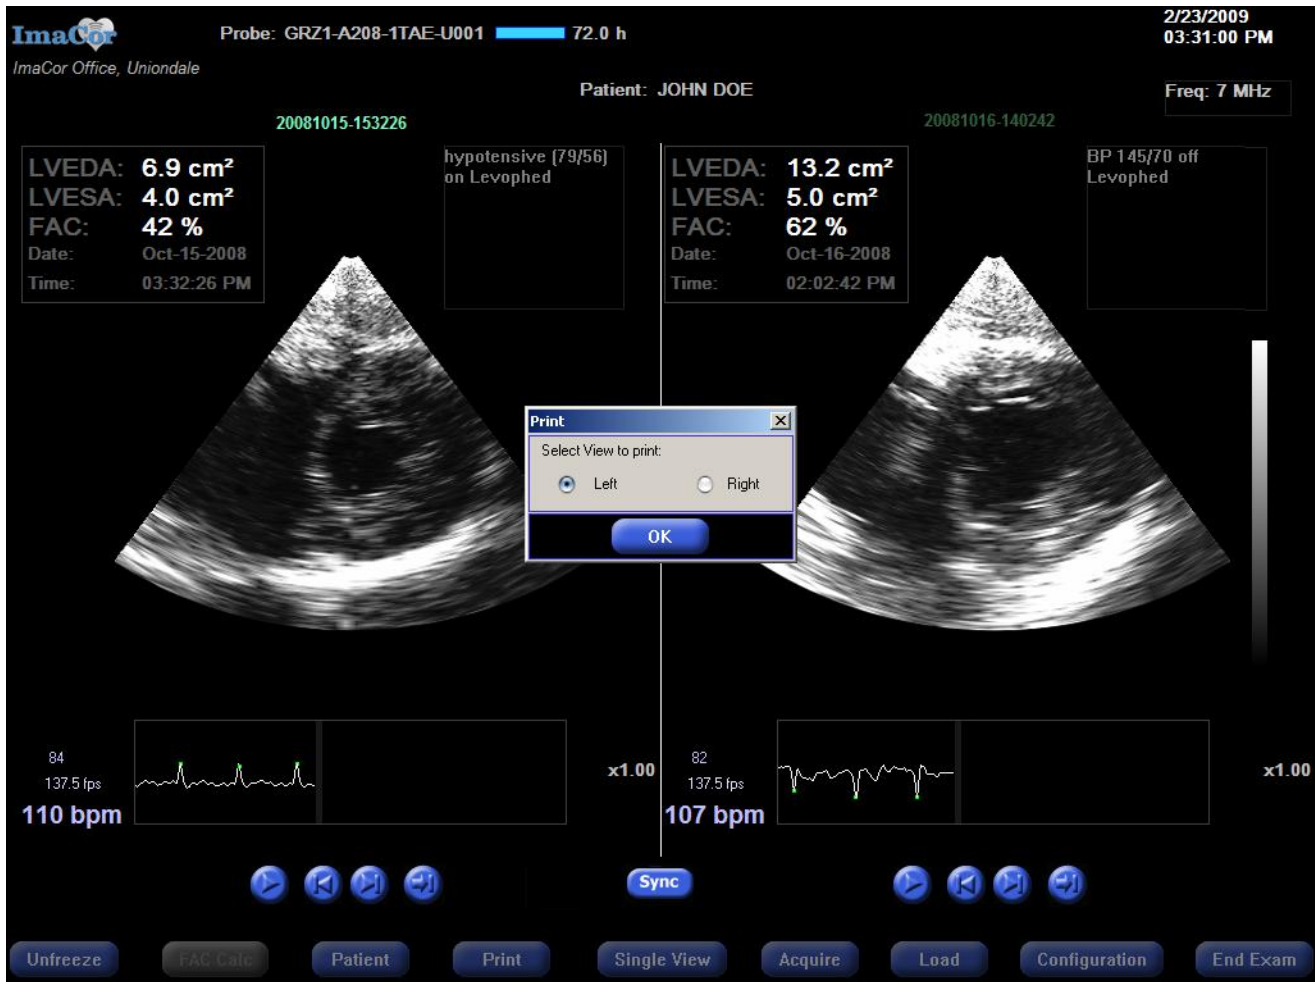 ImaCor
Probe: GRZ1-A208-1TAE-U001 72.0 h
2/23/2009
03:31:00 PM
ImaCor Office, Uniondale
Patient: JOHN DOE
Freq: 7 MHz
20081015-153226
20081016-140242
LVEDA: 6.9 cm²
LVESA: 4.0 cm²
FAC: 42 %
Date: Oct-15-2008
Time: 03:32:26 PM
hypotensive (79/56)
on Levophed
LVEDA: 13.2 cm²
LVESA: 5.0 cm²
FAC: 62 %
Date: Oct-16-2008
Time: 02:02:42 PM
BP 145/70 off
Levophed
Print
Select View to print:
Left Right
OK
84
137.5 fps
110 bpm
x1.00
82
137.5 fps
107 bpm
x1.00
Sync
Unfreeze FAC Calc Patient Print Single View Acquire Load Configuration End Exam